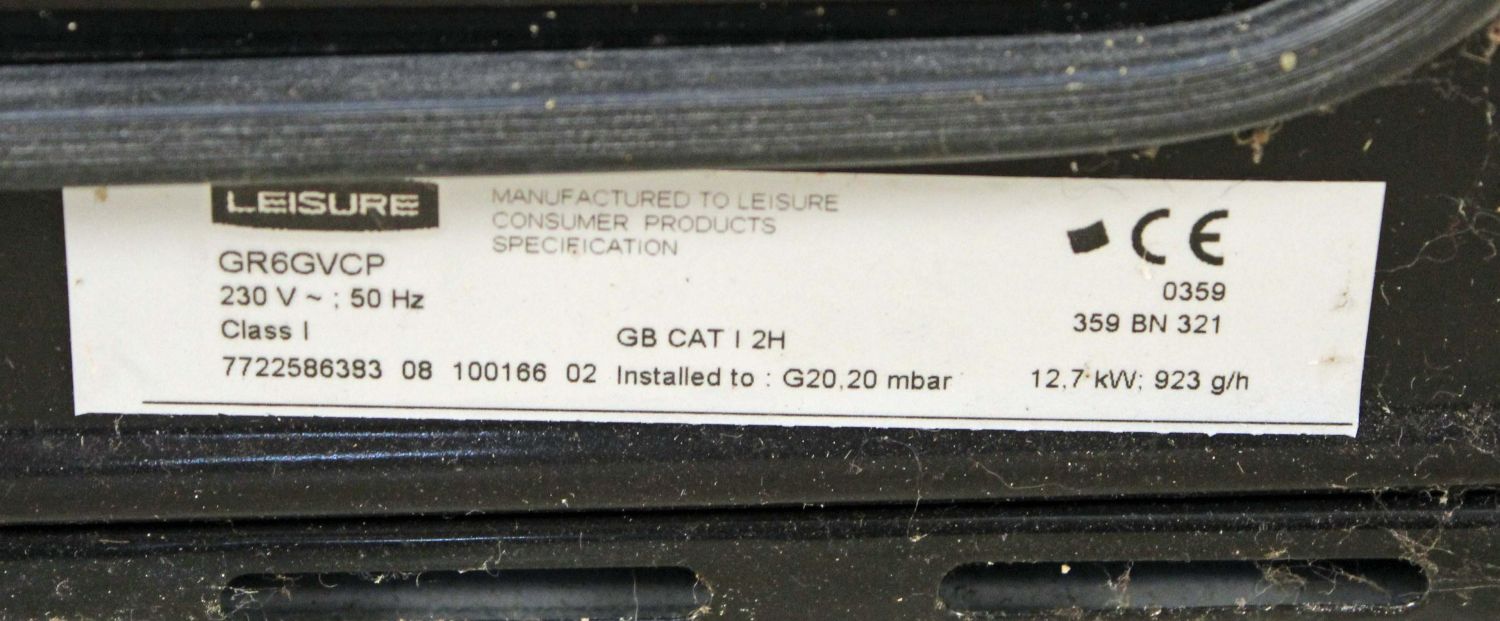 LEISURE
MANUFACTURED TO LEISURE
CONSUMER PRODUCTS
SPECIFICATION
GR6GVCP
230 V ~ ; 50 Hz
Class I
7722586383 08 100166 02
GB CAT I 2H
Installed to : G20,20 mbar
CE
0359
359 BN 321
12,7 kW; 923 g/h